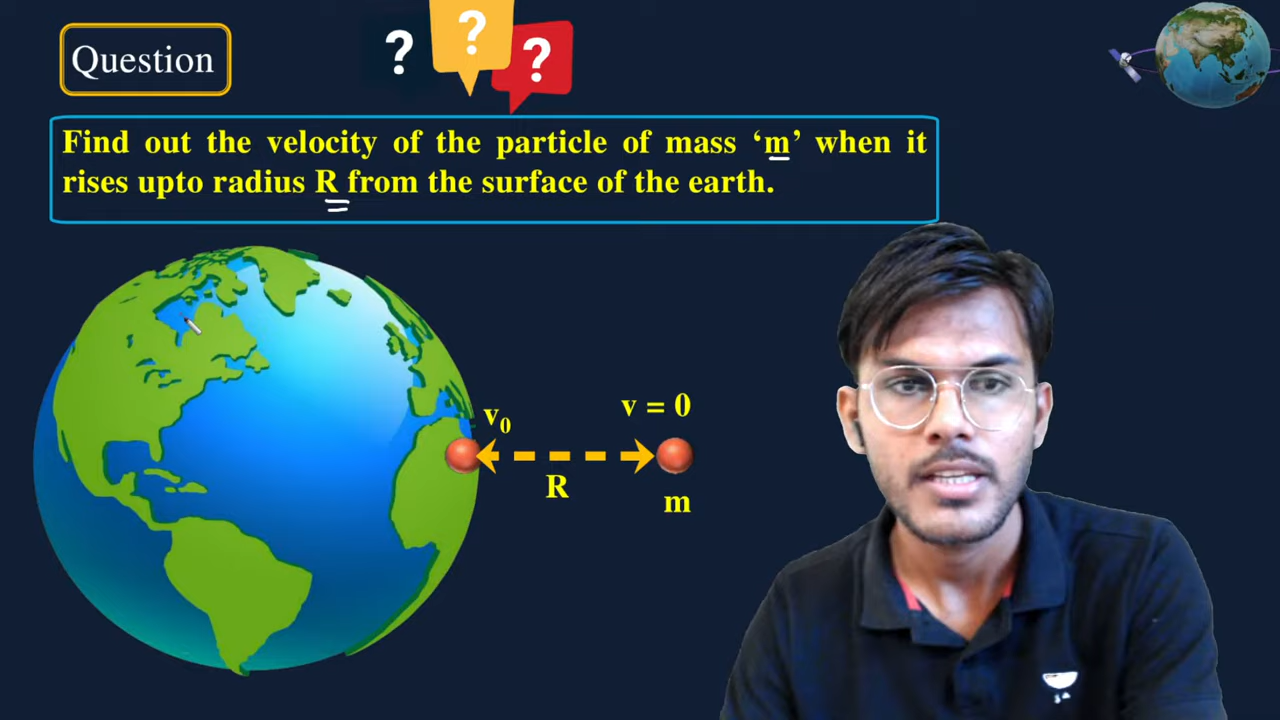 Question
? ? ?
Find out the velocity of the particle of mass ‘m’ when it
rises upto radius R from the surface of the earth.
v₀
v = 0
R
m